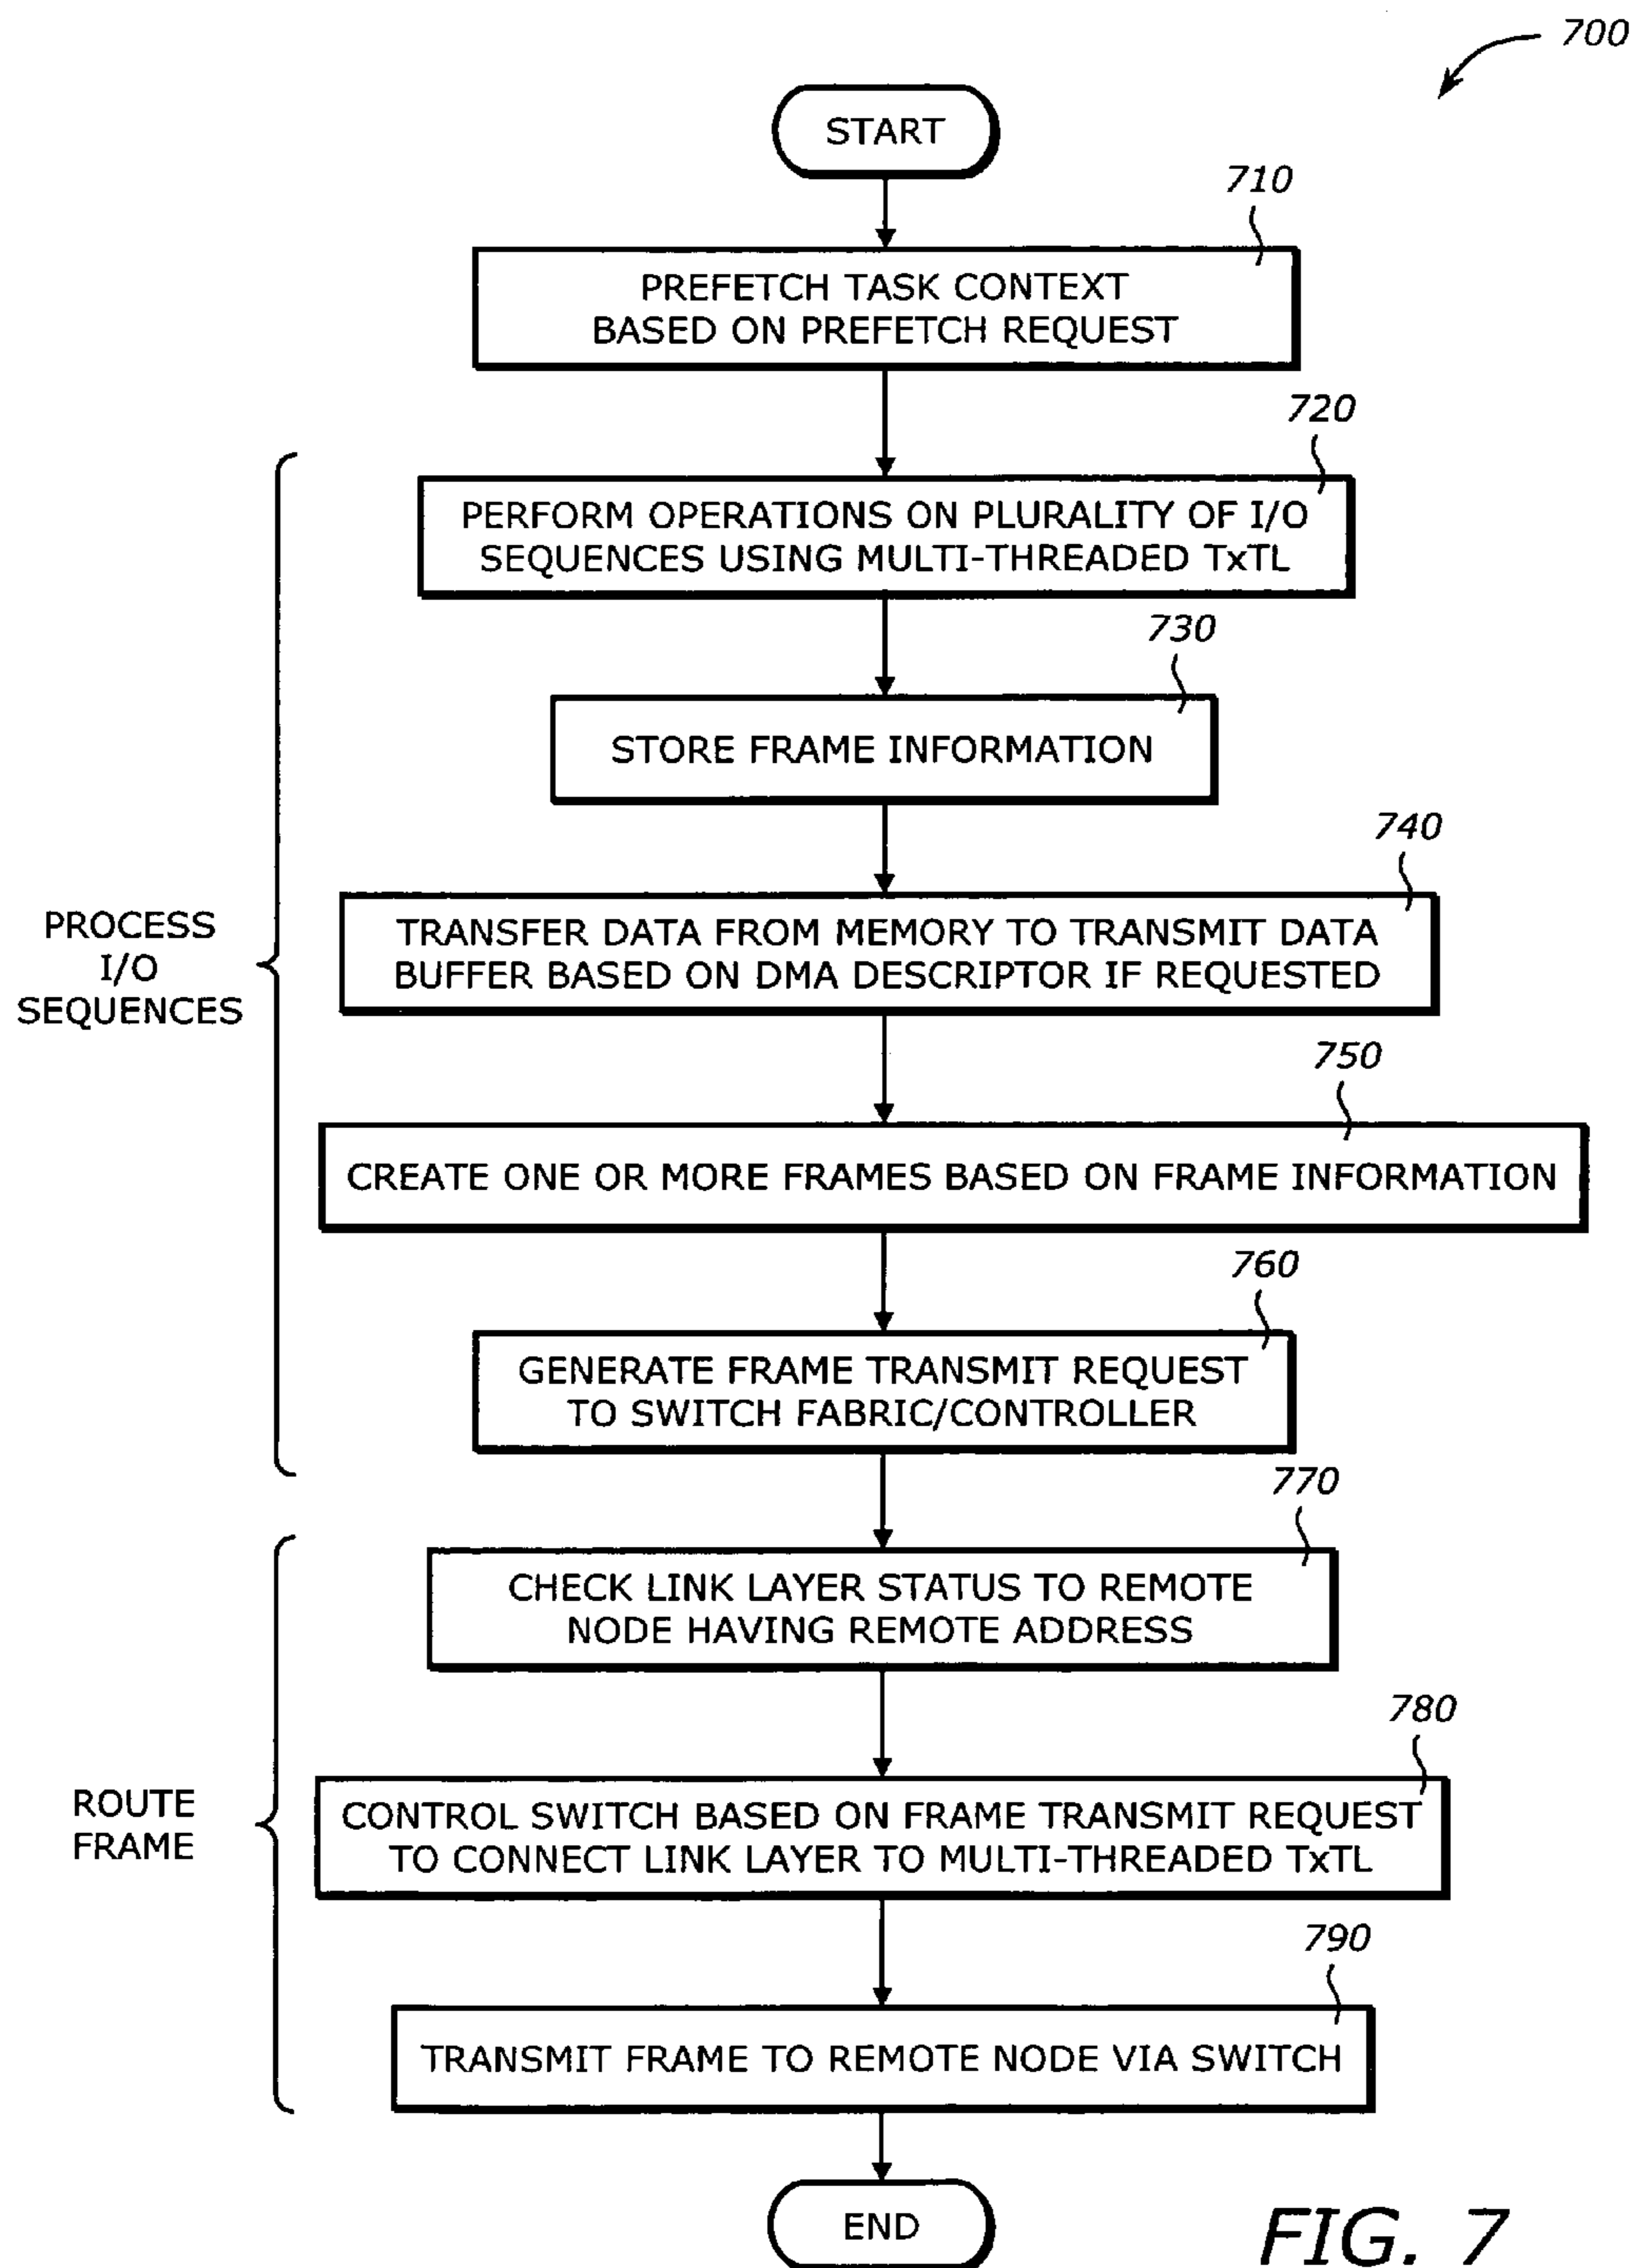 700
START
710
PREFETCH TASK CONTEXT
BASED ON PREFETCH REQUEST
720
PERFORM OPERATIONS ON PLURALITY OF I/O
SEQUENCES USING MULTI-THREADED TxTL
730
STORE FRAME INFORMATION
740
TRANSFER DATA FROM MEMORY TO TRANSMIT DATA
BUFFER BASED ON DMA DESCRIPTOR IF REQUESTED
PROCESS
I/O
SEQUENCES
750
CREATE ONE OR MORE FRAMES BASED ON FRAME INFORMATION
760
GENERATE FRAME TRANSMIT REQUEST
TO SWITCH FABRIC/CONTROLLER
770
CHECK LINK LAYER STATUS TO REMOTE
NODE HAVING REMOTE ADDRESS
780
CONTROL SWITCH BASED ON FRAME TRANSMIT REQUEST
TO CONNECT LINK LAYER TO MULTI-THREADED TxTL
ROUTE
FRAME
790
TRANSMIT FRAME TO REMOTE NODE VIA SWITCH
END
FIG. 7